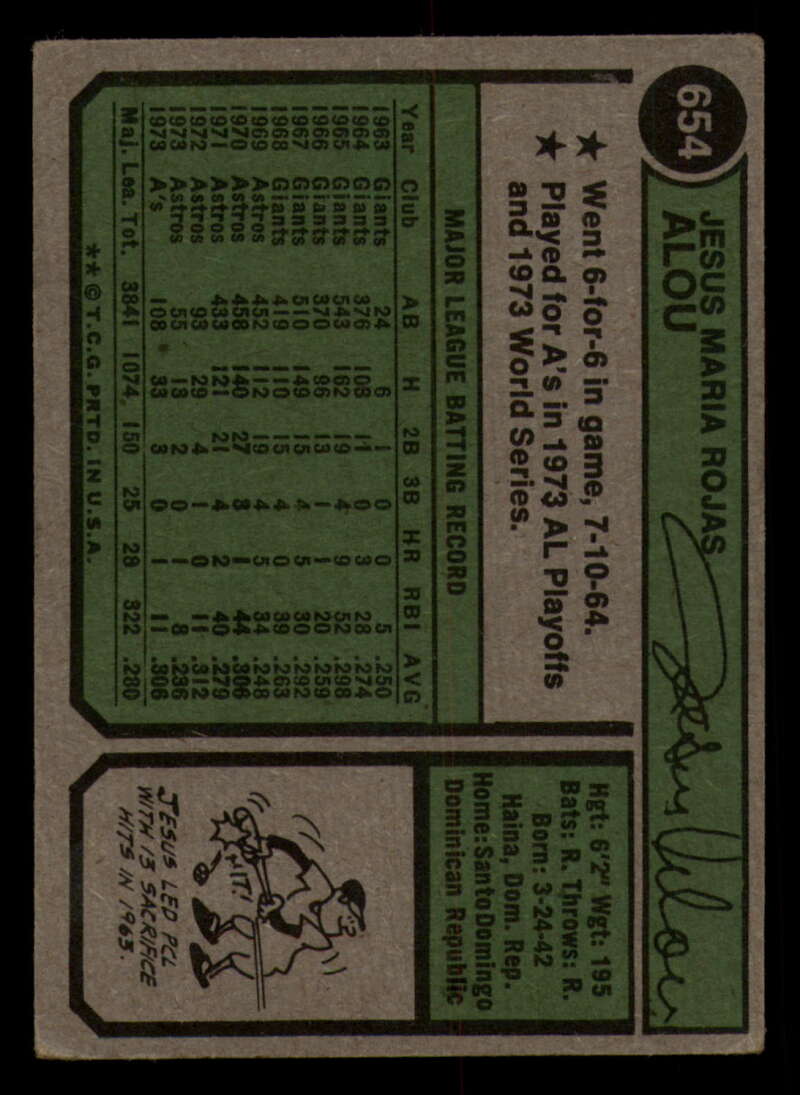 654
JESUS MARIA ROJAS
ALOU
Jesus Alou
★ Went 6-for-6 in game, 7-10-64.
★ Played for A's in 1973 AL Playoffs
and 1973 World Series.
MAJOR LEAGUE BATTING RECORD
Year Club AB H 2B 3B HR RBI AVG
1963 Giants 24 6 1 0 0 5 .250
1964 Giants 376 103 11 0 3 28 .274
1965 Giants 543 162 19 4 9 52 .298
1966 Giants 370 96 13 1 1 20 .259
1967 Giants 510 149 15 4 5 30 .292
1968 Giants 419 110 15 4 0 39 .263
1969 Astros 452 112 19 4 5 34 .248
1970 Astros 458 140 27 3 1 44 .306
1971 Astros 433 121 21 4 2 40 .279
1972 Astros 93 29 4 1 0 11 .312
1973 Astros 55 13 2 0 1 8 .236
1973 A's 108 33 3 0 1 11 .306
Maj. Lea. Tot. 3841 1074 150 25 28 322 .280
**©T.C.G. PRTD. IN U.S.A.
Hgt: 6'2" Wgt: 195
Bats: R. Throws: R.
Born: 3-24-42
Haina, Dom. Rep.
Home: Santo Domingo
Dominican Republic
HIT!
JESUS LED PCL
WITH 13 SACRIFICE
HITS IN 1963.